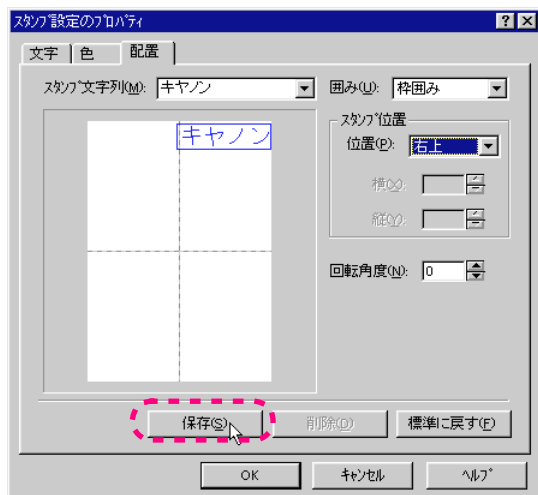 スタンプ設定のプロパティ
文字 色 配置
スタンプ文字列(M): キヤノン 囲み(U): 枠囲み
スタンプ位置
キヤノン 位置(P): 右上
横(X):
縦(Y):
回転角度(N): 0
保存(S) 削除(D) 標準に戻す(F)
OK キャンセル ヘルプ